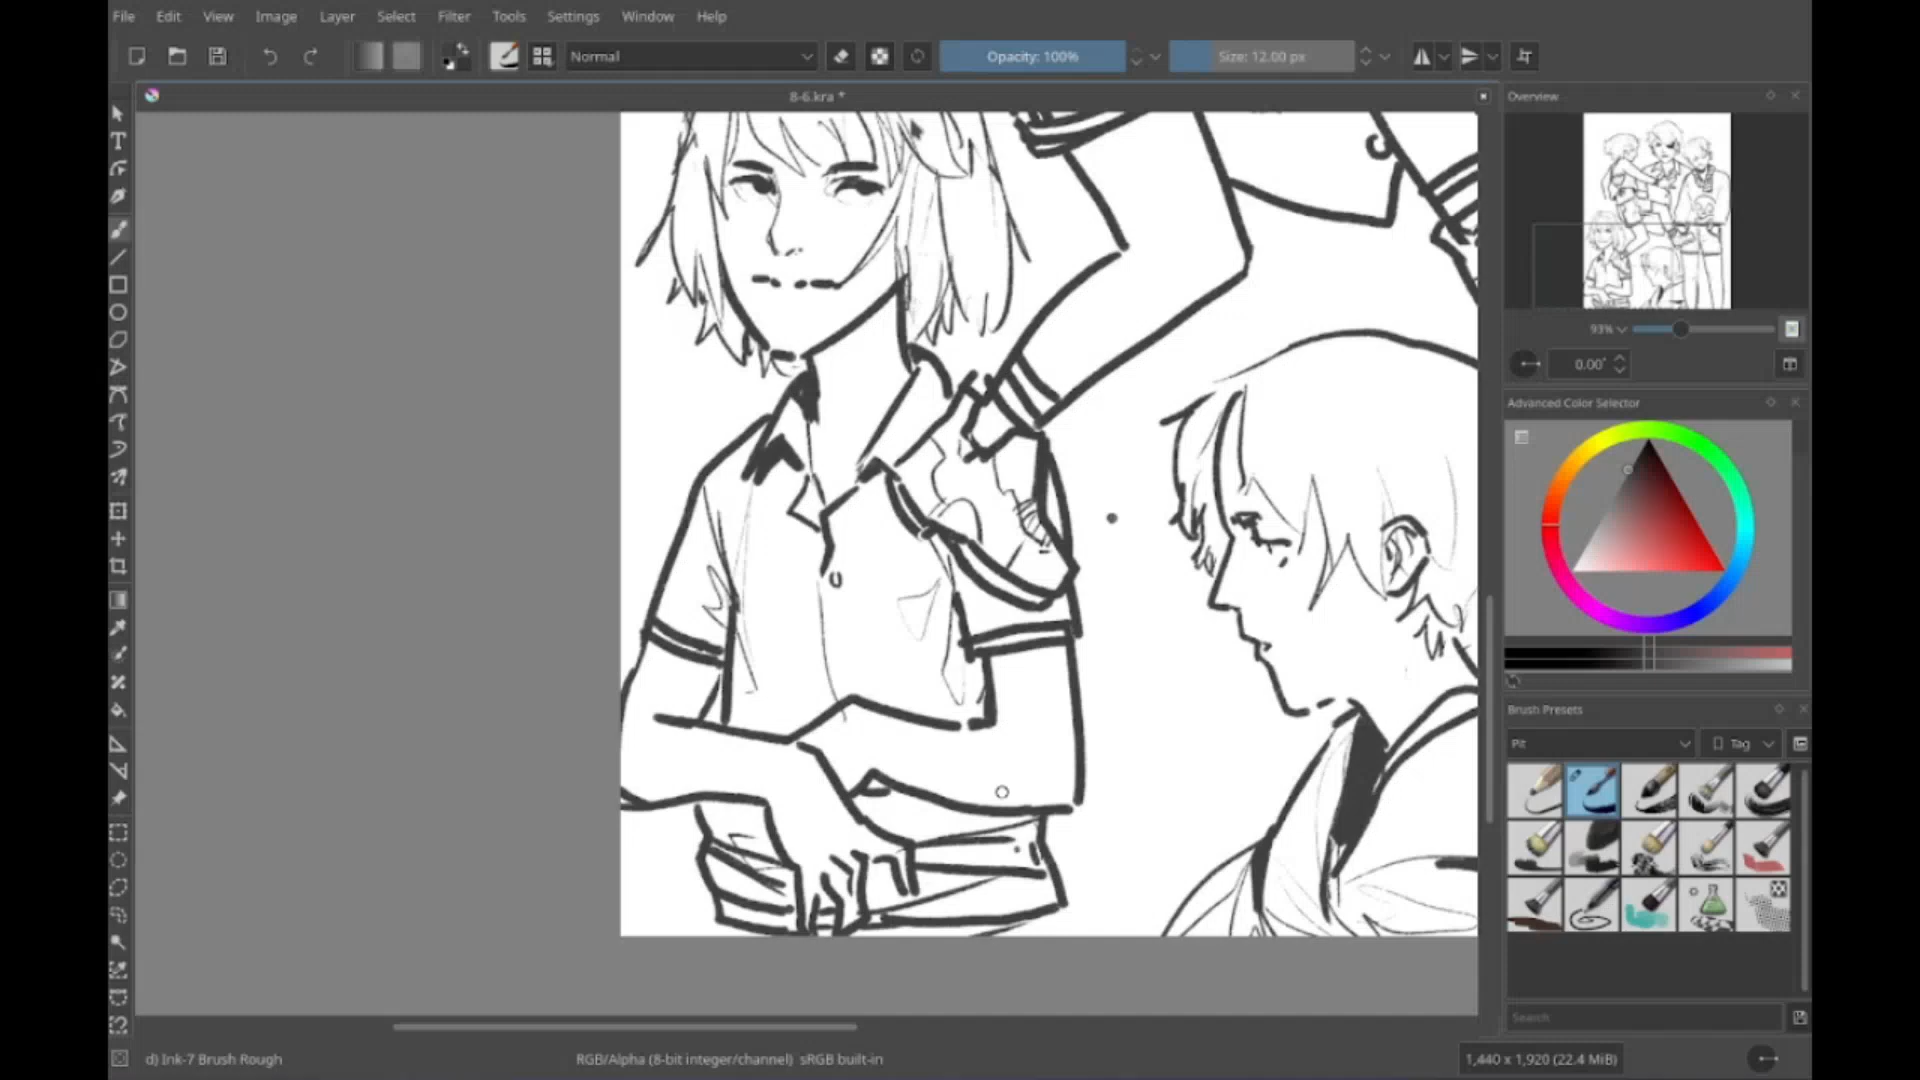 File Edit View Image Layer Select Filter Tools Settings Window Help
Normal Opacity: 100% Size: 12.00 px
8-6.kra *
Overview
93%
0.00°
Advanced Color Selector
Brush Presets
Pit Tag
Search
d) Ink-7 Brush Rough RGB/Alpha (8-bit integer/channel) sRGB built-in 1,440 x 1,920 (22.4 MiB)